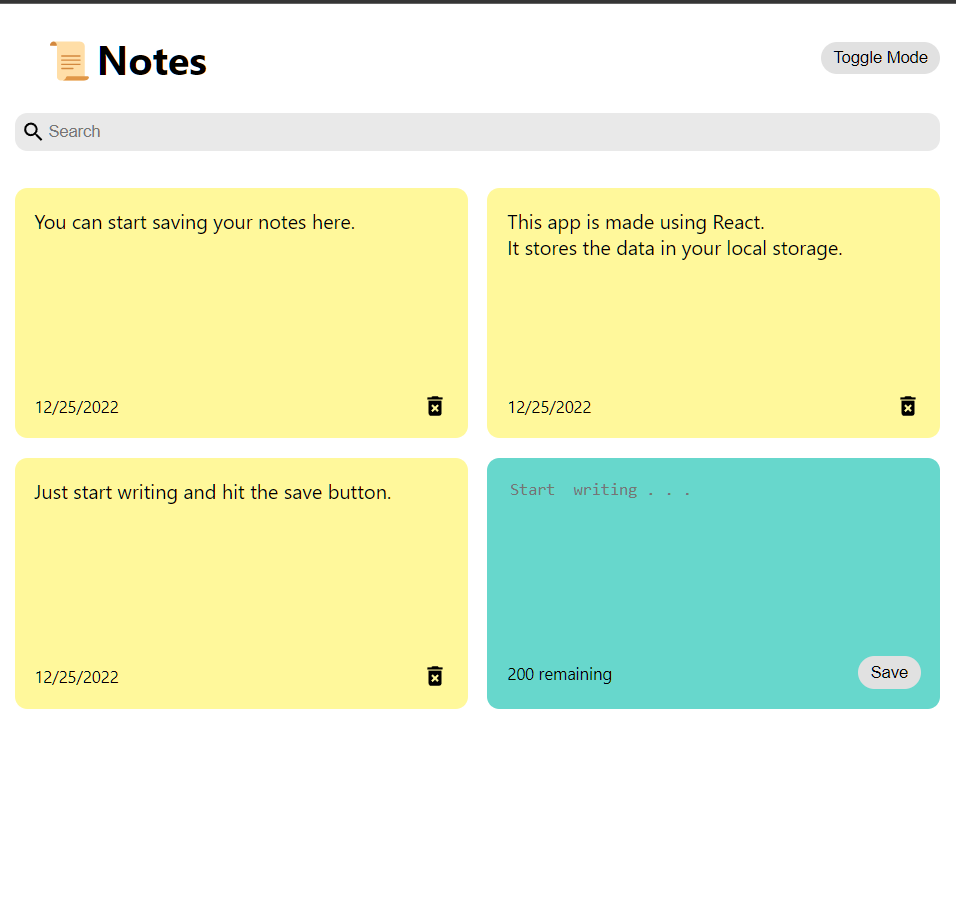 Notes
Toggle Mode
Search
You can start saving your notes here.
12/25/2022
This app is made using React.
It stores the data in your local storage.
12/25/2022
Just start writing and hit the save button.
12/25/2022
Start  writing . . .
200 remaining
Save